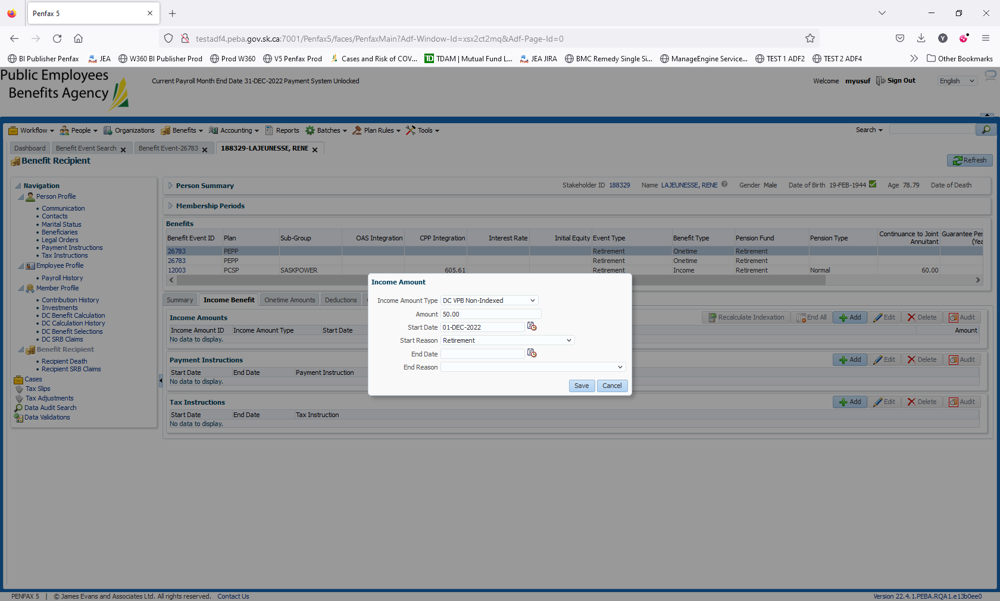 Penfax 5
testadf4.peba.gov.sk.ca:7001/Penfax5/faces/PenfaxMain?Adf-Window-Id=xsx2ct2mq&Adf-Page-Id=0
BI Publisher Penfax JEA W360 BI Publisher Prod Prod W360 V5 Penfax Prod Cases and Risk of COV... TDAM | Mutual Fund L... JEA JIRA BMC Remedy Single Si... ManageEngine Service... TEST 1 ADF2 TEST 2 ADF4 Other Bookmarks
Public Employees
Benefits Agency
Current Payroll Month End Date 31-DEC-2022 Payment System Unlocked
Welcome myusuf Sign Out English
Workflow People Organizations Benefits Accounting Reports Batches Plan Rules Tools Search
Dashboard Benefit Event Search Benefit Event-26783 188329-LAJEUNESSE, RENE
Benefit Recipient Refresh
Navigation
Person Profile
Communication
Contacts
Marital Status
Beneficiaries
Legal Orders
Payment Instructions
Tax Instructions
Employee Profile
Payroll History
Member Profile
Contribution History
Investments
DC Benefit Calculation
DC Calculation History
DC Benefit Selections
DC SRB Claims
Benefit Recipient
Recipient Death
Recipient SRB Claims
Cases
Tax Slips
Tax Adjustments
Data Audit Search
Data Validations
Person Summary Stakeholder ID 188329 Name LAJEUNESSE, RENE Gender Male Date of Birth 19-FEB-1944 Age 78.79 Date of Death
Membership Periods
Benefits
Benefit Event ID Plan Sub-Group OAS Integration CPP Integration Interest Rate Initial Equity Event Type Benefit Type Pension Fund Pension Type Continuance to Joint Annuitant Guarantee Per (Yea
26783 PEPP Retirement Onetime Retirement
26783 PEPP Retirement Onetime Retirement
12003 PCSP SASKPOWER 605.61 Retirement Income Retirement Normal 60.00
Summary Income Benefit Onetime Amounts Deductions
Income Amounts Recalculate Indexation End All Add Edit Delete Audit
Income Amount ID Income Amount Type Start Date Amount
No data to display.
Payment Instructions Add Edit Delete Audit
Start Date End Date Payment Instruction
No data to display.
Tax Instructions Add Edit Delete Audit
Start Date End Date Tax Instruction
No data to display.
Income Amount
Income Amount Type DC VPB Non-Indexed
Amount 50.00
Start Date 01-DEC-2022
Start Reason Retirement
End Date
End Reason
Save Cancel
PENFAX 5 | © James Evans and Associates Ltd. All rights reserved. Contact Us
Version 22.4.1.PEBA.RQA1.e13b0ee0